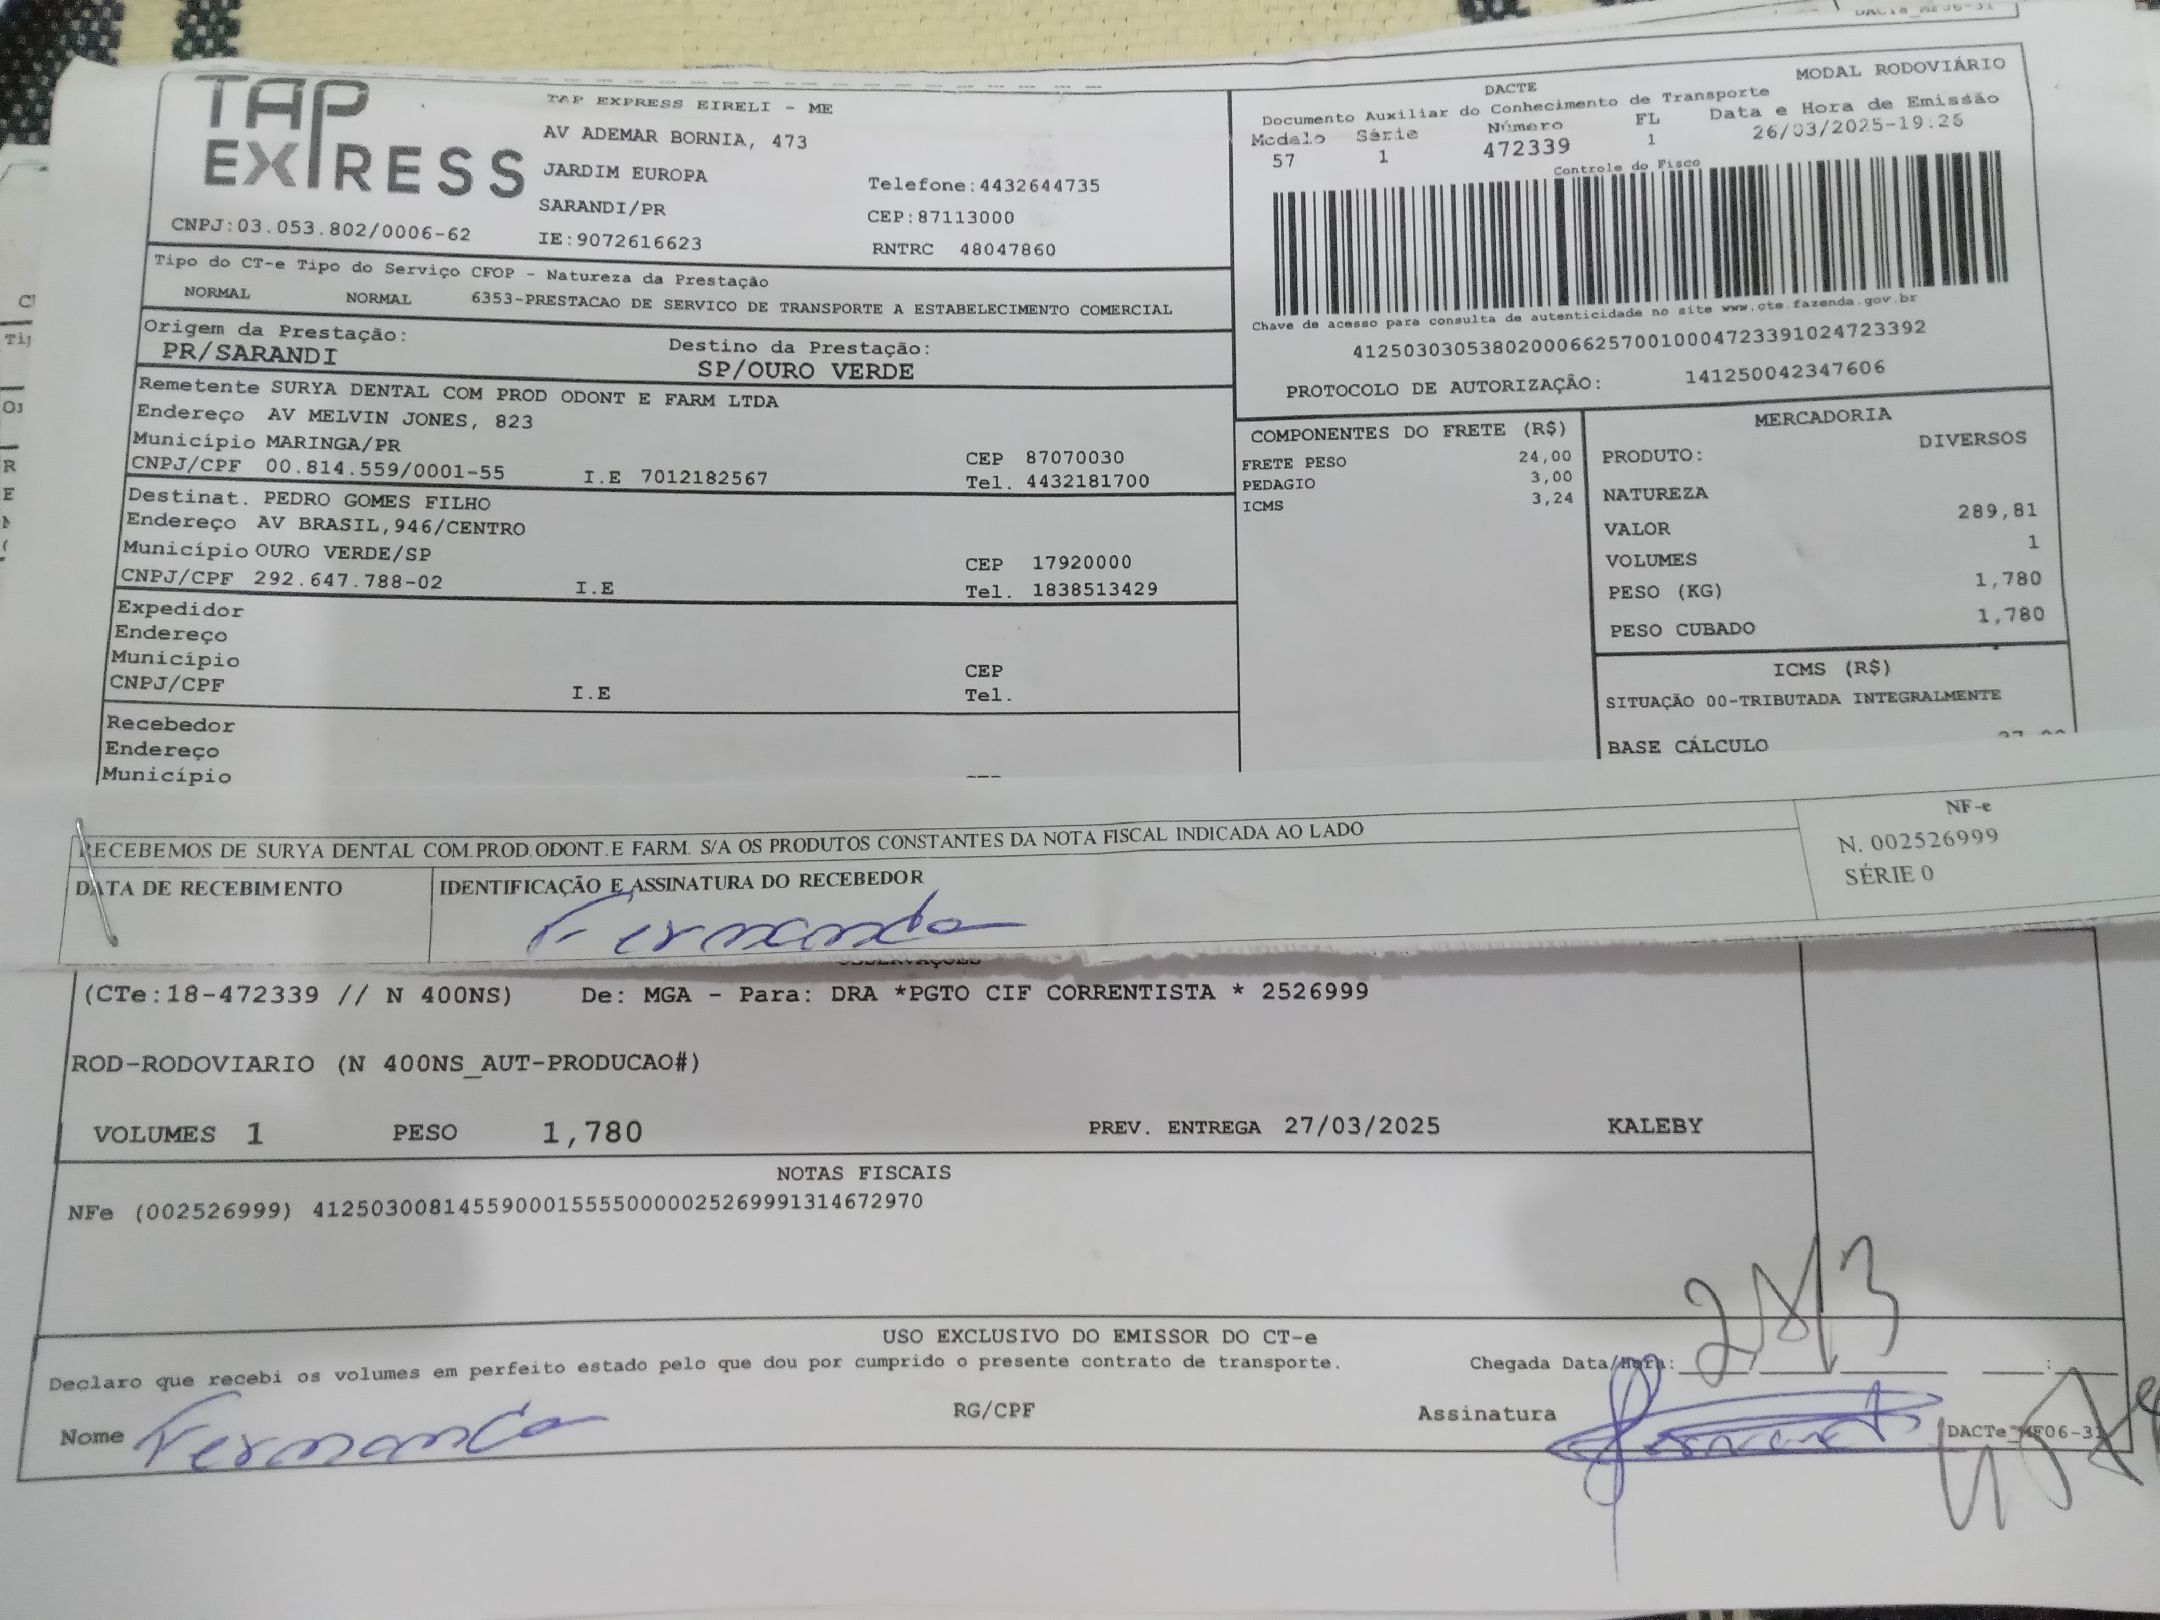 DACTe_MF06-31
TAP EXPRESS
TAP EXPRESS EIRELI - ME
AV ADEMAR BORNIA, 473
JARDIM EUROPA
Telefone:4432644735
SARANDI/PR
CEP:87113000
CNPJ:03.053.802/0006-62
IE:9072616623
RNTRC 48047860
Tipo do CT-e Tipo do Serviço CFOP - Natureza da Prestação
NORMAL NORMAL 6353-PRESTACAO DE SERVICO DE TRANSPORTE A ESTABELECIMENTO COMERCIAL
Origem da Prestação:
PR/SARANDI
Destino da Prestação:
SP/OURO VERDE
Remetente SURYA DENTAL COM PROD ODONT E FARM LTDA
Endereço AV MELVIN JONES, 823
Município MARINGA/PR
CEP 87070030
CNPJ/CPF 00.814.559/0001-55 I.E 7012182567 Tel. 4432181700
Destinat. PEDRO GOMES FILHO
Endereço AV BRASIL,946/CENTRO
Município OURO VERDE/SP CEP 17920000
CNPJ/CPF 292.647.788-02 I.E Tel. 1838513429
Expedidor
Endereço
Município CEP
CNPJ/CPF I.E Tel.
Recebedor
Endereço
Município
MODAL RODOVIÁRIO
DACTE
Documento Auxiliar do Conhecimento de Transporte
Modelo Série Número FL Data e Hora de Emissão
57 1 472339 1 26/03/2025-19:26
Controle do Fisco
Chave de acesso para consulta de autenticidade no site www.cte.fazenda.gov.br
41250303053802000662570010004723391024723392
PROTOCOLO DE AUTORIZAÇÃO: 141250042347606
COMPONENTES DO FRETE (R$)
FRETE PESO 24,00
PEDAGIO 3,00
ICMS 3,24
MERCADORIA
PRODUTO: DIVERSOS
NATUREZA
VALOR 289,81
VOLUMES 1
PESO (KG) 1,780
PESO CUBADO 1,780
ICMS (R$)
SITUAÇÃO 00-TRIBUTADA INTEGRALMENTE
BASE CÁLCULO
RECEBEMOS DE SURYA DENTAL COM.PROD.ODONT.E FARM. S/A OS PRODUTOS CONSTANTES DA NOTA FISCAL INDICADA AO LADO
DATA DE RECEBIMENTO
IDENTIFICAÇÃO E ASSINATURA DO RECEBEDOR
Fernanda
NF-e
N. 002526999
SÉRIE 0
(CTe:18-472339 // N 400NS) De: MGA - Para: DRA *PGTO CIF CORRENTISTA * 2526999
ROD-RODOVIARIO (N 400NS_AUT-PRODUCAO#)
VOLUMES 1 PESO 1,780 PREV. ENTREGA 27/03/2025 KALEBY
NOTAS FISCAIS
NFe (002526999) 41250300814559000155550000025269991314672970
USO EXCLUSIVO DO EMISSOR DO CT-e
Declaro que recebi os volumes em perfeito estado pelo que dou por cumprido o presente contrato de transporte.
Chegada Data/Hora:
Nome Fernanda
RG/CPF
Assinatura
DACTe_MF06-31